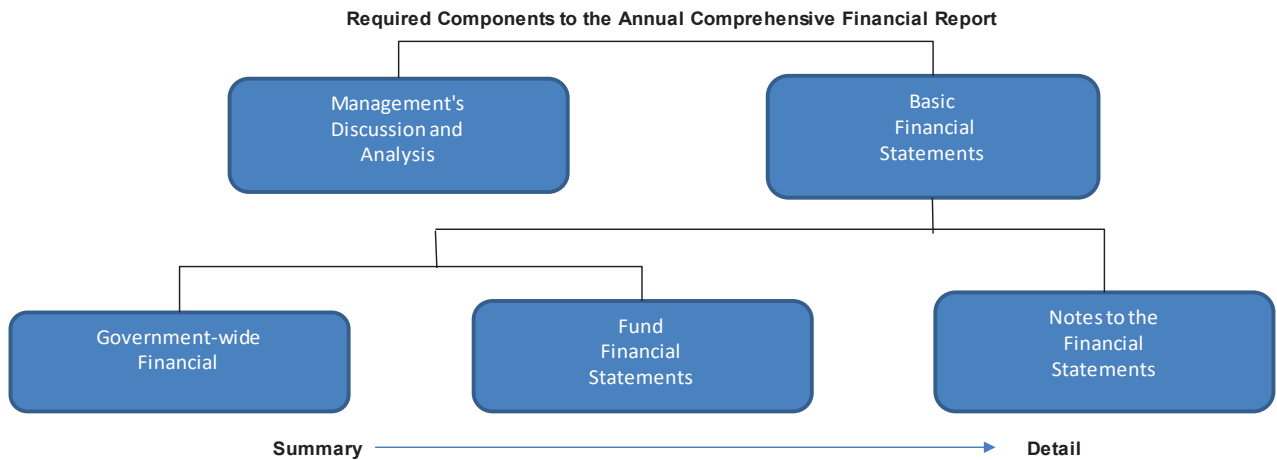 Required Components to the Annual Comprehensive Financial Report
Management's
Discussion and
Analysis
Basic
Financial
Statements
Government-wide
Financial
Fund
Financial
Statements
Notes to the
Financial
Statements
Summary
Detail